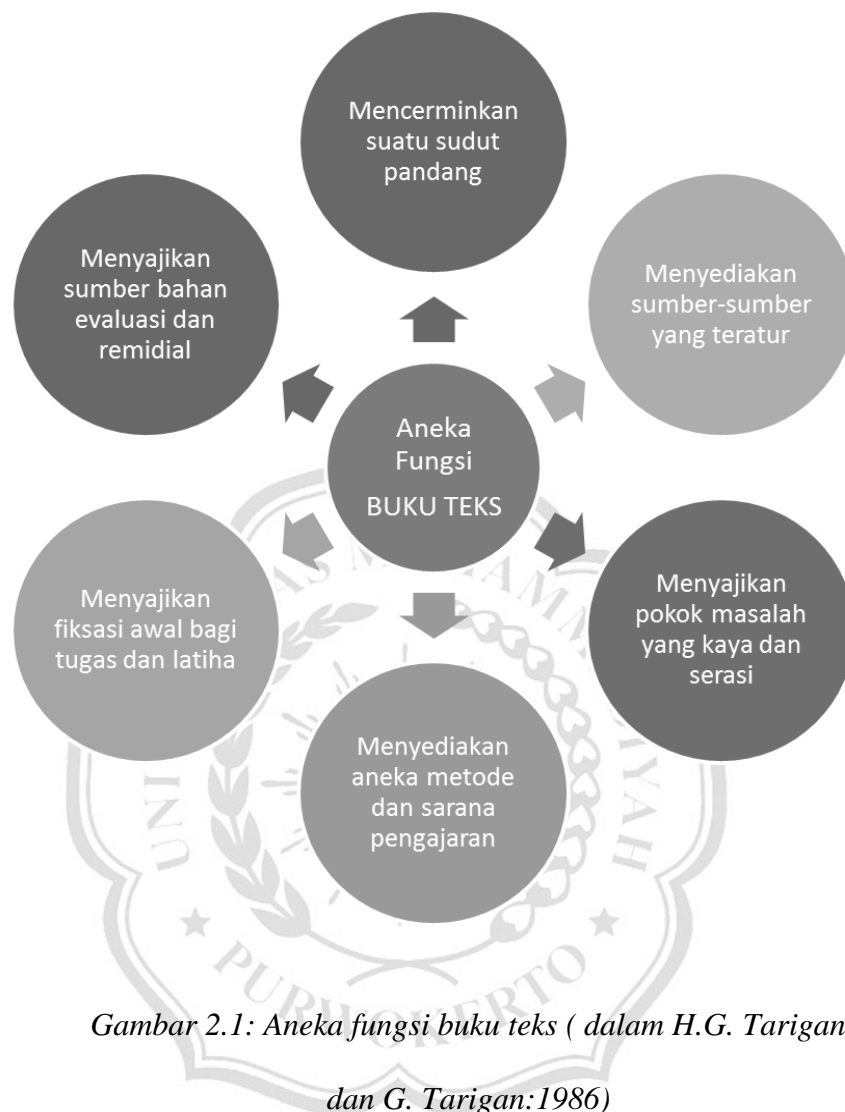 Mencerminkan
suatu sudut
pandang
Menyediakan
sumber-sumber
yang teratur
Menyajikan
pokok masalah
yang kaya dan
serasi
Menyediakan
aneka metode
dan sarana
pengajaran
Menyajikan
fiksasi awal bagi
tugas dan latiha
Menyajikan
sumber bahan
evaluasi dan
remidial
Aneka
Fungsi
BUKU TEKS
PURWOKERTO
Gambar 2.1: Aneka fungsi buku teks ( dalam H.G. Tarigan
dan G. Tarigan:1986)